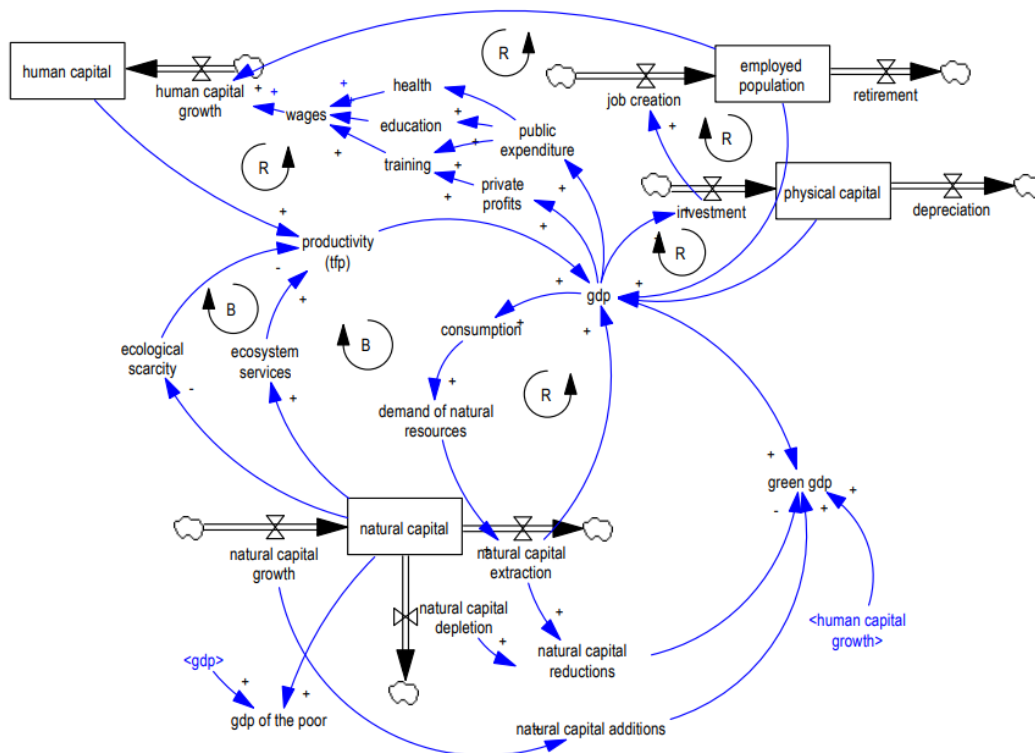 human capital
human capital
growth
R
employed
population
job creation
retirement
health
wages
education
training
public
expenditure
private
profits
R
R
physical capital
investment
depreciation
R
productivity
(tfp)
gdp
B
B
consumption
ecological
scarcity
ecosystem
services
R
demand of natural
resources
green gdp
natural capital
natural capital
growth
natural capital
extraction
natural capital
depletion
<human capital
growth>
natural capital
reductions
<gdp>
gdp of the poor
natural capital additions